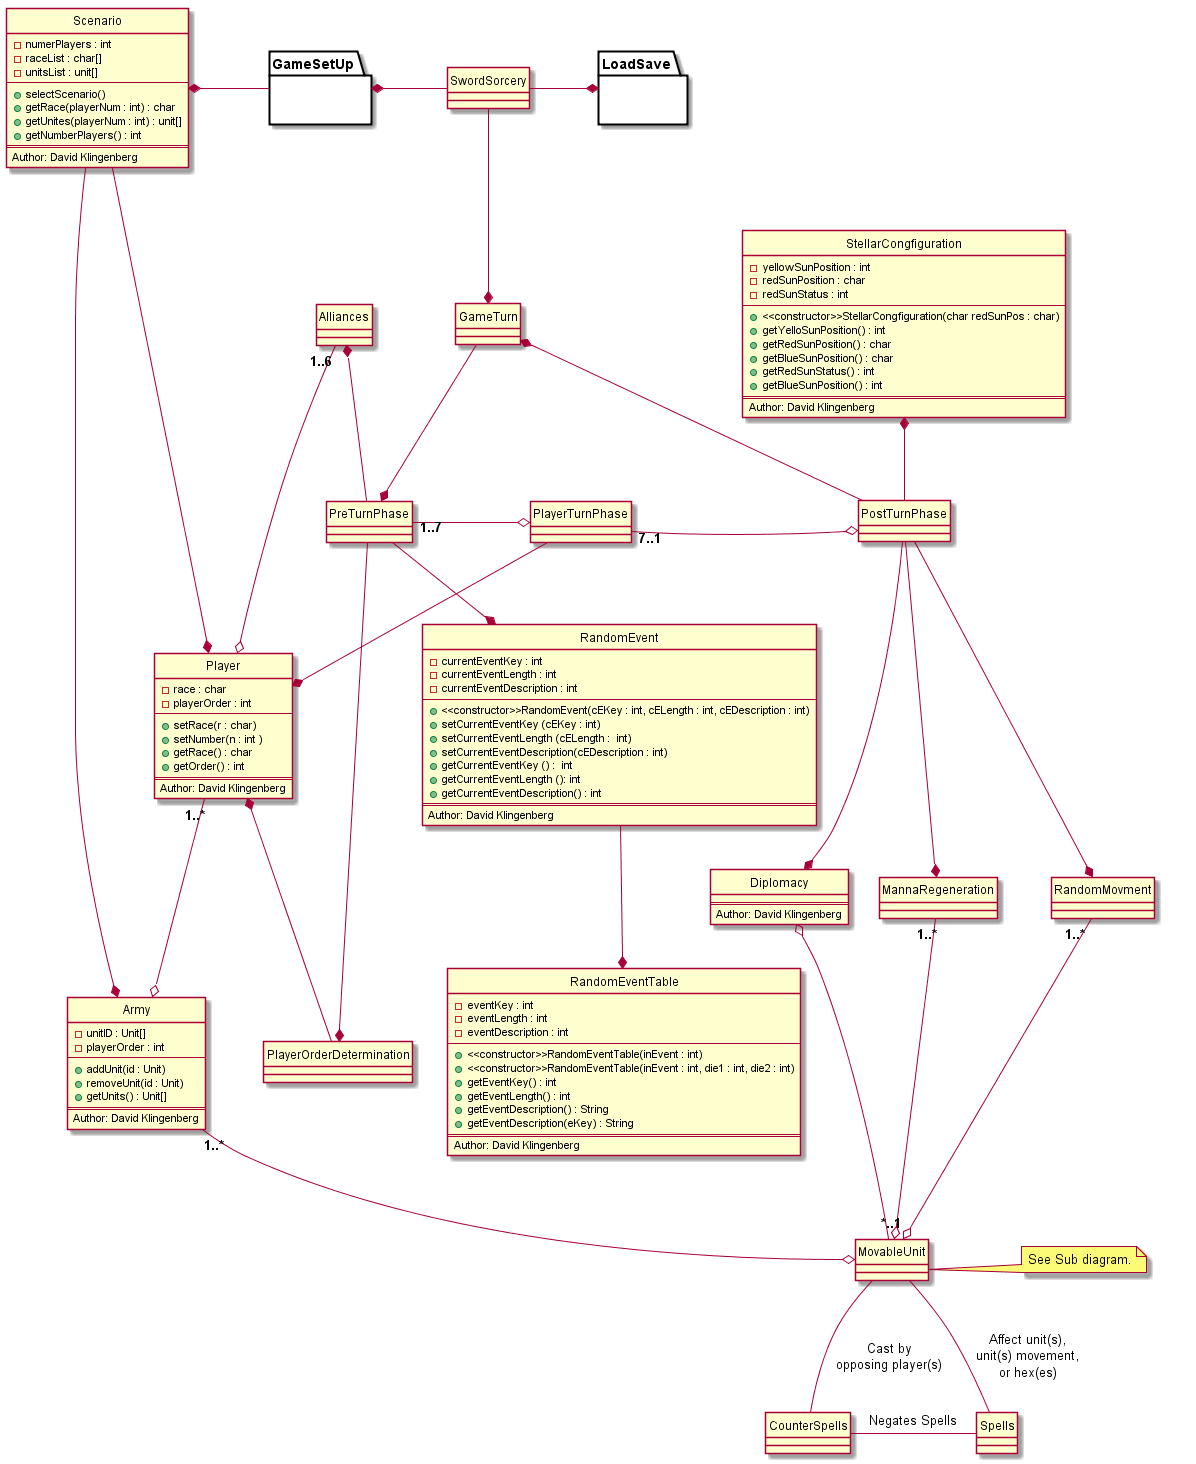 Scenario
numerPlayers : int
raceList : char[]
unitsList : unit[]
selectScenario()
getRace(playerNum : int) : char
getUnites(playerNum : int) : unit[]
getNumberPlayers() : int
Author: David Klingenberg
GameSetUp
SwordSorcery
LoadSave
StellarCongfiguration
yellowSunPosition : int
redSunPosition : char
redSunStatus : int
<<constructor>>StellarCongfiguration(char redSunPos : char)
getYelloSunPosition() : int
getRedSunPosition() : char
getBlueSunPosition() : char
getRedSunStatus() : int
getBlueSunPosition() : int
Author: David Klingenberg
Alliances
1..6
GameTurn
PreTurnPhase
1..7
PlayerTurnPhase
7..1
PostTurnPhase
Player
race : char
playerOrder : int
setRace(r : char)
setNumber(n : int )
getRace() : char
getOrder() : int
Author: David Klingenberg
1..*
RandomEvent
currentEventKey : int
currentEventLength : int
currentEventDescription : int
<<constructor>>RandomEvent(cEKey : int, cELength : int, cEDescription : int)
setCurrentEventKey (cEKey : int)
setCurrentEventLength (cELength :  int)
setCurrentEventDescription(cEDescription : int)
getCurrentEventKey () :  int
getCurrentEventLength (): int
getCurrentEventDescription() : int
Author: David Klingenberg
Diplomacy
Author: David Klingenberg
MannaRegeneration
1..*
RandomMovment
1..*
Army
unitID : Unit[]
playerOrder : int
addUnit(id : Unit)
removeUnit(id : Unit)
getUnits() : Unit[]
Author: David Klingenberg
1..*
PlayerOrderDetermination
RandomEventTable
eventKey : int
eventLength : int
eventDescription : int
<<constructor>>RandomEventTable(inEvent : int)
<<constructor>>RandomEventTable(inEvent : int, die1 : int, die2 : int)
getEventKey() : int
getEventLength() : int
getEventDescription() : String
getEventDescription(eKey) : String
Author: David Klingenberg
*..1
MovableUnit
See Sub diagram.
Cast by
opposing player(s)
Affect unit(s),
unit(s) movement,
or hex(es)
CounterSpells
Negates Spells
Spells